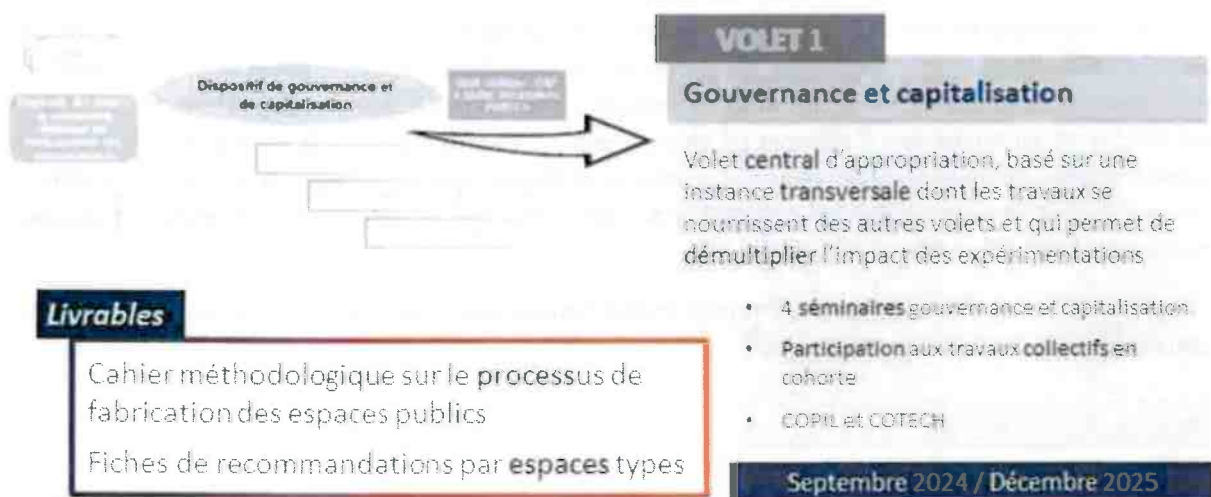 VOLET 1
Dispositif de gouvernance et
de capitalisation
Gouvernance et capitalisation
Volet central d'appropriation, basé sur une
instance transversale dont les travaux se
nourrissent des autres volets et qui permet de
démultiplier l'impact des expérimentations
• 4 séminaires gouvernance et capitalisation
• Participation aux travaux collectifs en
cohorte
• COPIL et COTECH
Septembre 2024 / Décembre 2025
Livrables
Cahier méthodologique sur le processus de
fabrication des espaces publics
Fiches de recommandations par espaces types